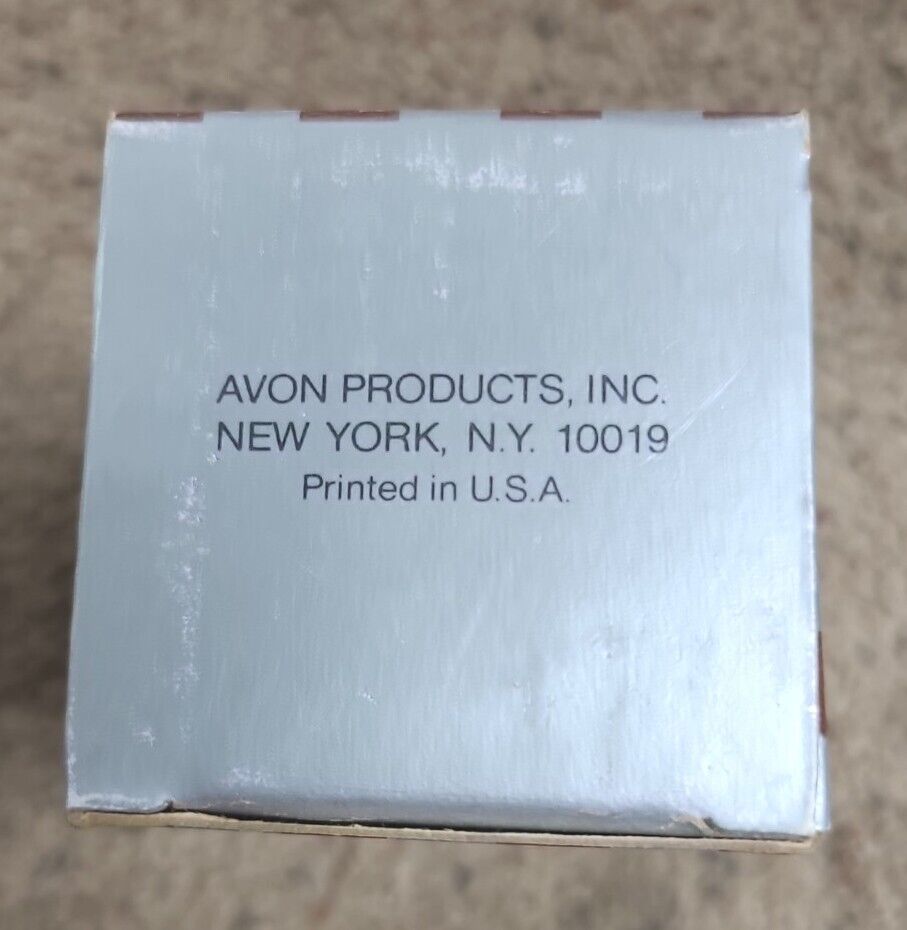 AVON PRODUCTS, INC.
NEW YORK, N.Y. 10019
Printed in U.S.A.